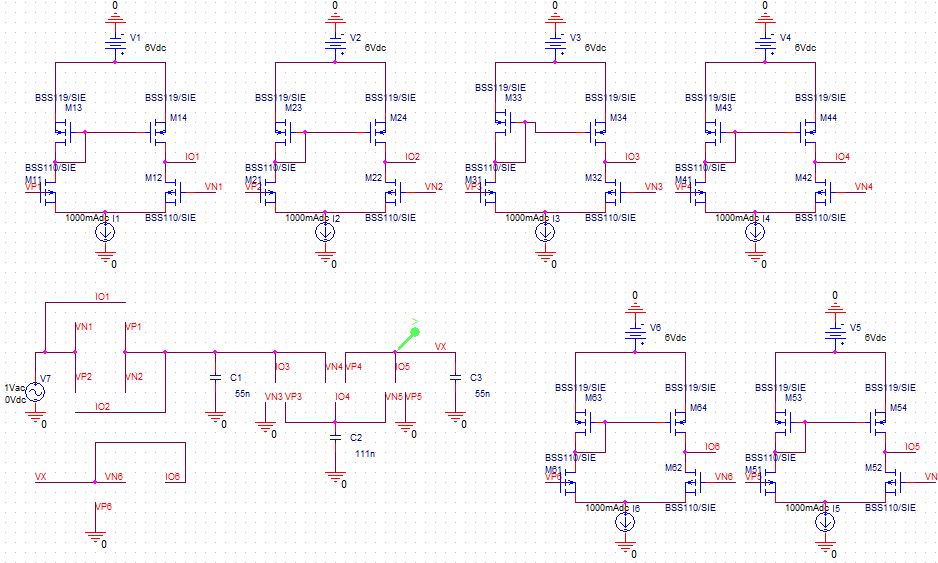 0 0 0 0
V1 V2 V3 V4
6Vdc 6Vdc 6Vdc 6Vdc
BSS119/SIE BSS119/SIE BSS119/SIE BSS119/SIE BSS119/SIE BSS119/SIE BSS119/SIE BSS119/SIE
M13 M14 M23 M24 M33 M34 M43 M44
IO1 IO2 IO3 IO4
BSS110/SIE BSS110/SIE BSS110/SIE BSS110/SIE
M11 M12 M21 M22 M31 M32 M41 M42
VP1 VN1 VP2 VN2 VP3 VN3 VP4 VN4
1000mAdc I1 BSS110/SIE 1000mAdc I2 BSS110/SIE 1000mAdc I3 BSS110/SIE 1000mAdc I4 BSS110/SIE
0 0 0 0
IO1 0 0
VN1 VP1 V6 V5
6Vdc 6Vdc
VX
IO3 VN4 VP4 IO5
VP2 VN2 C1 C3
V7
1Vac
0Vdc
55n 55n
BSS119/SIE BSS119/SIE BSS119/SIE BSS119/SIE
VN3 VP3 IO4 VN5 VP5
M63 M64 M53 M54
IO2
0 0 0 0 0
C2
111n
IO6 IO5
BSS110/SIE BSS110/SIE
M61 M62 M51 M52
VX VN6 IO6
VP6 VN6 VP5 VN
0
VP6
1000mAdc I6 BSS110/SIE 1000mAdc I5 BSS110/SIE
0 0 0